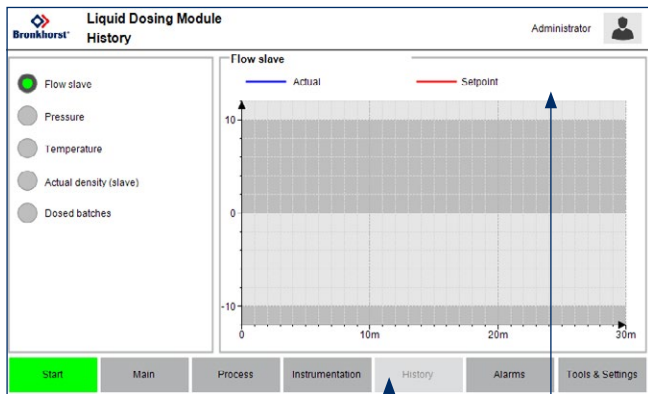 Bronkhorst
Liquid Dosing Module
History
Administrator
Flow slave
Pressure
Temperature
Actual density (slave)
Dosed batches
Flow slave
Actual
Setpoint
10
0
-10
0
10m
20m
30m
Start
Main
Process
Instrumentation
History
Alarms
Tools & Settings